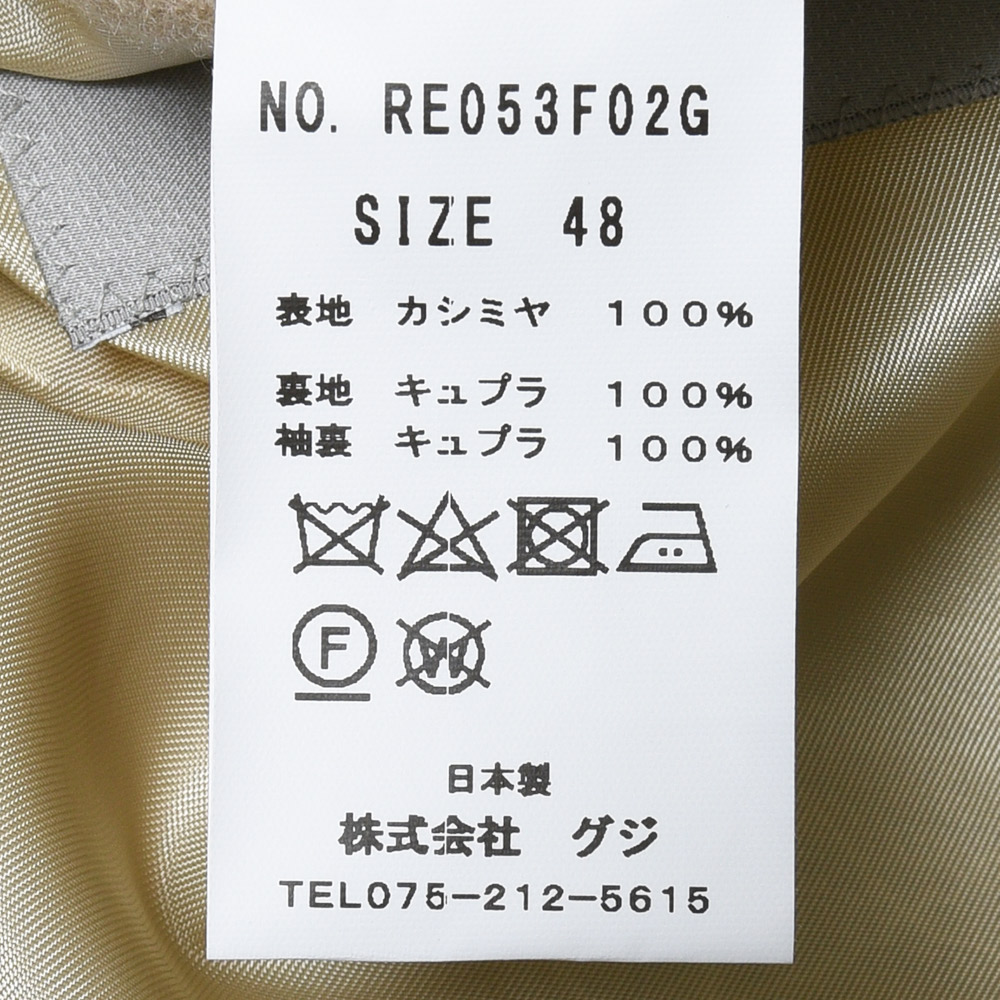 NO. RE053F02G
SIZE 48
表地 カシミヤ 100%
裏地 キュプラ 100%
袖裏 キュプラ 100%
F W
日本製
株式会社 グジ
TEL075-212-5615